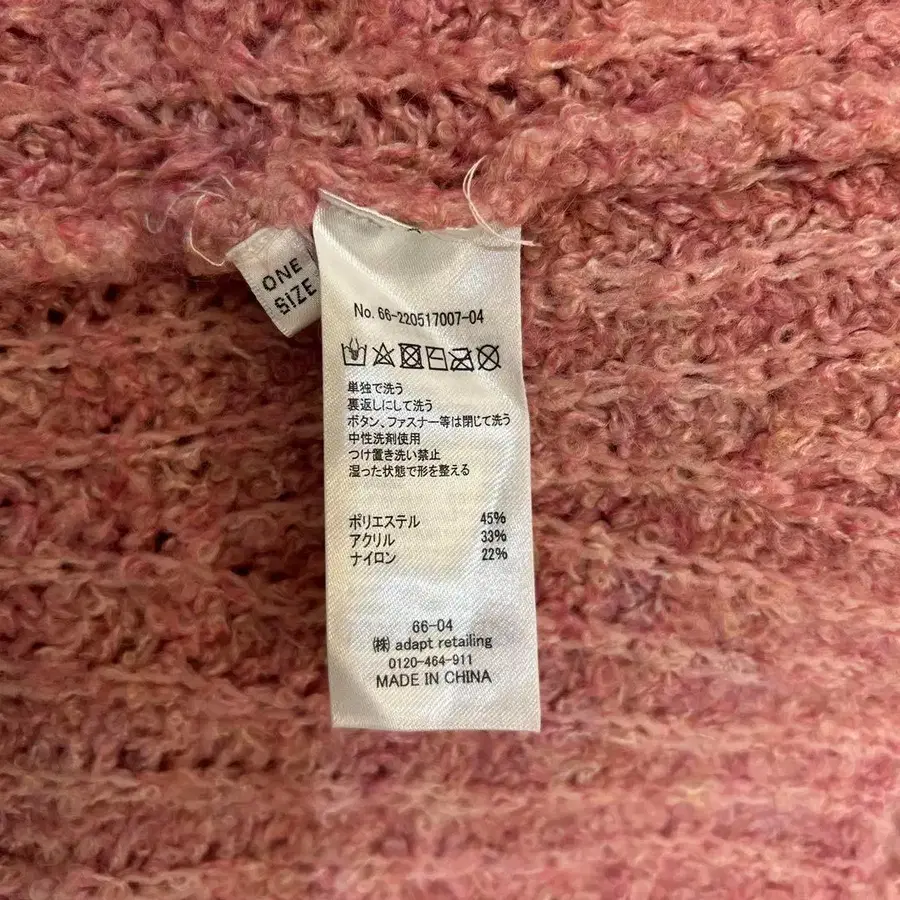 ONE
SIZE
No. 66-220517007-04
単独で洗う
裏返しにして洗う
ボタン、ファスナー等は閉じて洗う
中性洗剤使用
つけ置き洗い禁止
湿った状態で形を整える
ポリエステル 45%
アクリル 33%
ナイロン 22%
66-04
㈱ adapt retailing
0120-464-911
MADE IN CHINA